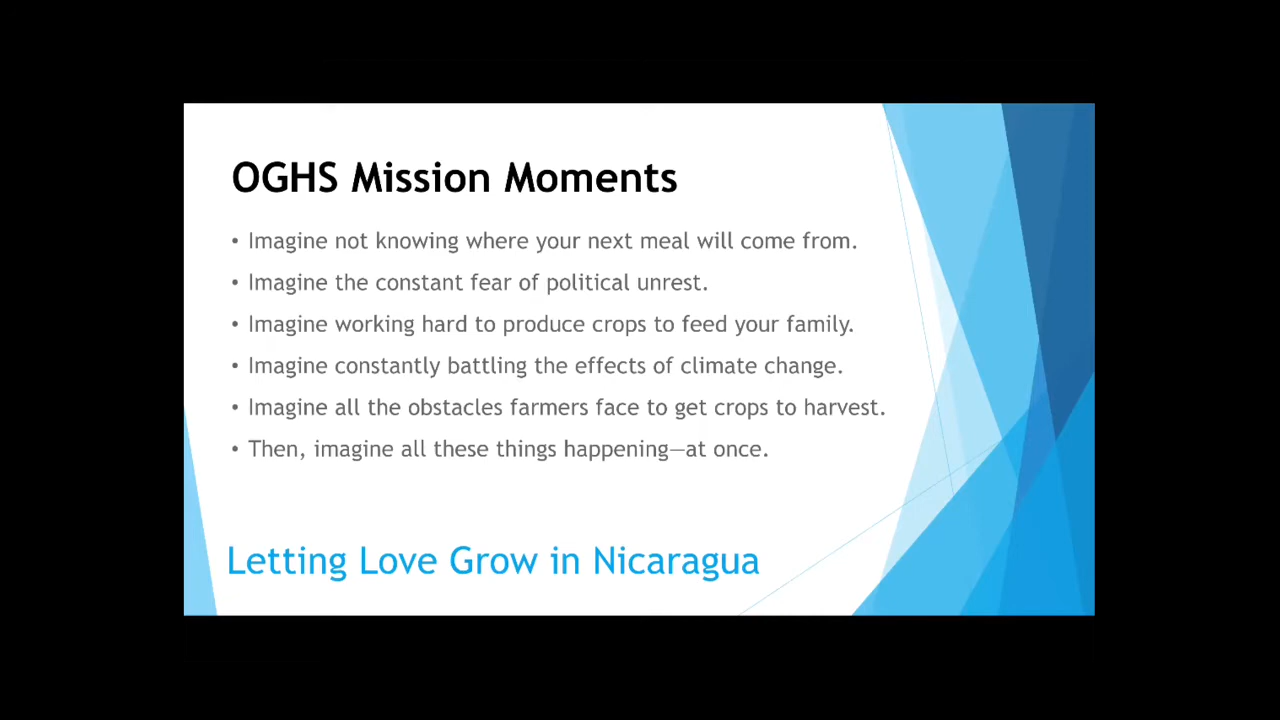 OGHS Mission Moments
• Imagine not knowing where your next meal will come from.
• Imagine the constant fear of political unrest.
• Imagine working hard to produce crops to feed your family.
• Imagine constantly battling the effects of climate change.
• Imagine all the obstacles farmers face to get crops to harvest.
• Then, imagine all these things happening—at once.
Letting Love Grow in Nicaragua